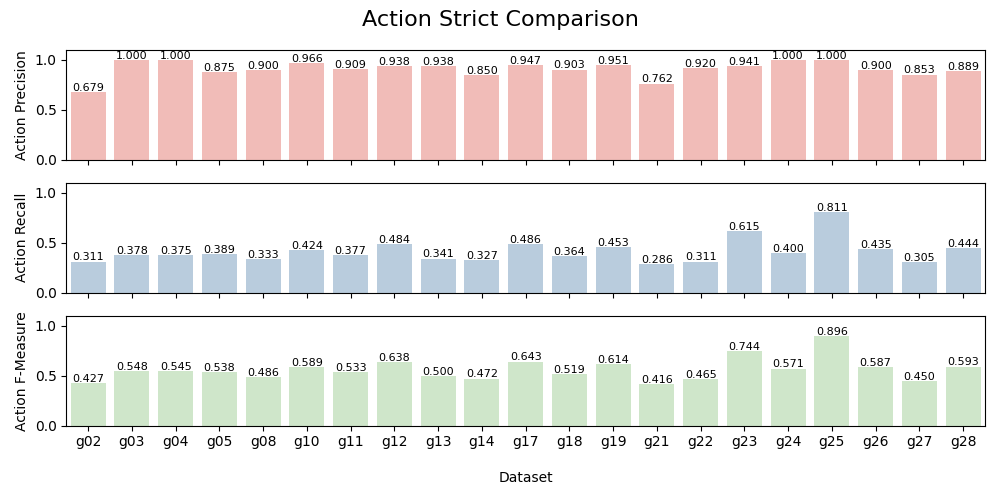 Action Strict Comparison
Action Precision
1.0
0.5
0.0
0.679 1.000 1.000 0.875 0.900 0.966 0.909 0.938 0.938 0.850 0.947 0.903 0.951 0.762 0.920 0.941 1.000 1.000 0.900 0.853 0.889
Action Recall
1.0
0.5
0.0
0.311 0.378 0.375 0.389 0.333 0.424 0.377 0.484 0.341 0.327 0.486 0.364 0.453 0.286 0.311 0.615 0.400 0.811 0.435 0.305 0.444
Action F-Measure
1.0
0.5
0.0
0.427 0.548 0.545 0.538 0.486 0.589 0.533 0.638 0.500 0.472 0.643 0.519 0.614 0.416 0.465 0.744 0.571 0.896 0.587 0.450 0.593
g02 g03 g04 g05 g08 g10 g11 g12 g13 g14 g17 g18 g19 g21 g22 g23 g24 g25 g26 g27 g28
Dataset